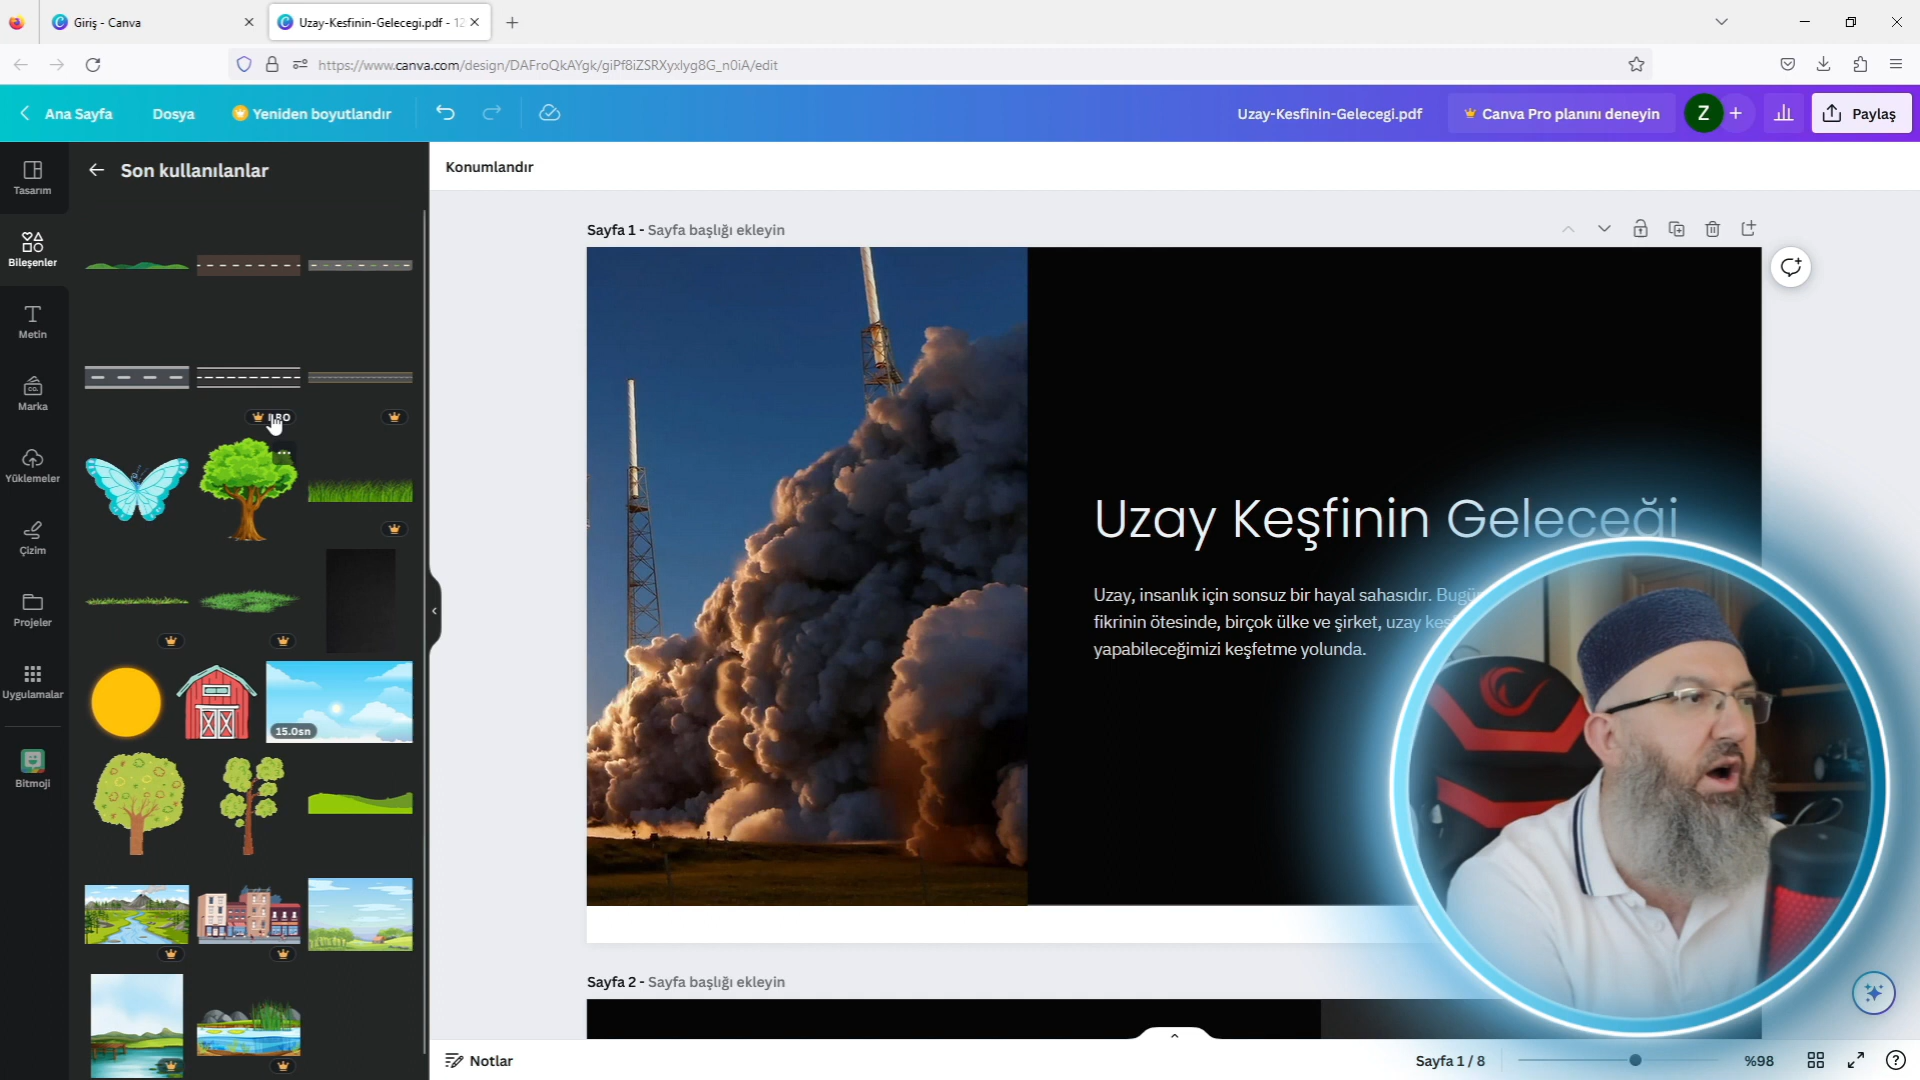 Giriş - Canva
Uzay-Kesfinin-Gelecegi.pdf - 12
https://www.canva.com/design/DAFroQkAYgk/giPf8iZSRXyxlyg8G_n0iA/edit
Ana Sayfa
Dosya
Yeniden boyutlandır
Uzay-Kesfinin-Gelecegi.pdf
Canva Pro planını deneyin
Z
Paylaş
Tasarım
Bileşenler
Metin
Marka
Yüklemeler
Çizim
Projeler
Uygulamalar
Bitmoji
Son kullanılanlar
15.0sn
Konumlandır
Sayfa 1 - Sayfa başlığı ekleyin
Uzay Keşfinin Geleceği
Uzay, insanlık için sonsuz bir hayal sahasıdır. Bugün
fikrinin ötesinde, birçok ülke ve şirket, uzay
yapabileceğimizi keşfetme yolunda.
Sayfa 2 - Sayfa başlığı ekleyin
Notlar
Sayfa 1 / 8
%98